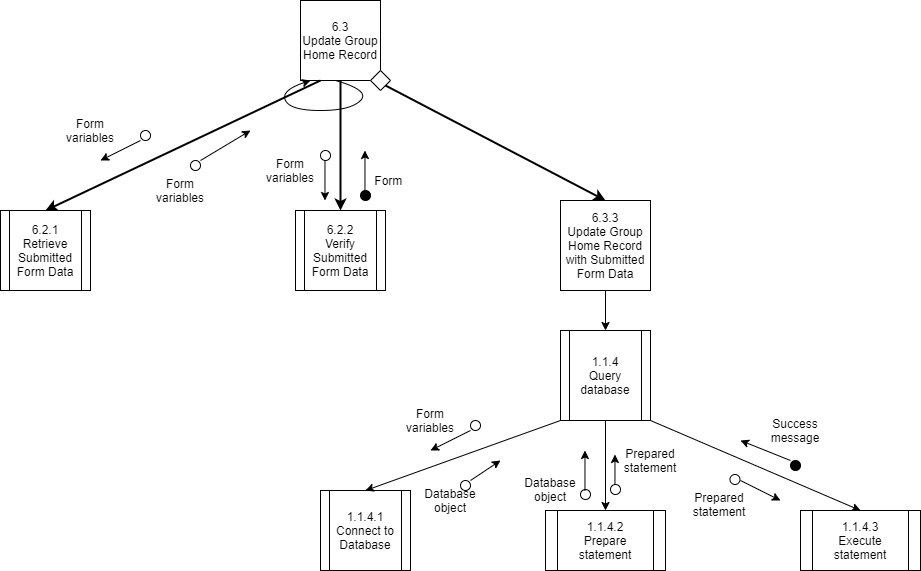 6.3
Update Group
Home Record
Form
variables
Form
variables
Form
variables
Form
6.2.1
Retrieve
Submitted
Form Data
6.2.2
Verify
Submitted
Form Data
6.3.3
Update Group
Home Record
with Submitted
Form Data
1.1.4
Query
database
Form
variables
Database
object
Database
object
Prepared
statement
Success
message
Prepared
statement
1.1.4.1
Connect to
Database
1.1.4.2
Prepare
statement
1.1.4.3
Execute
statement